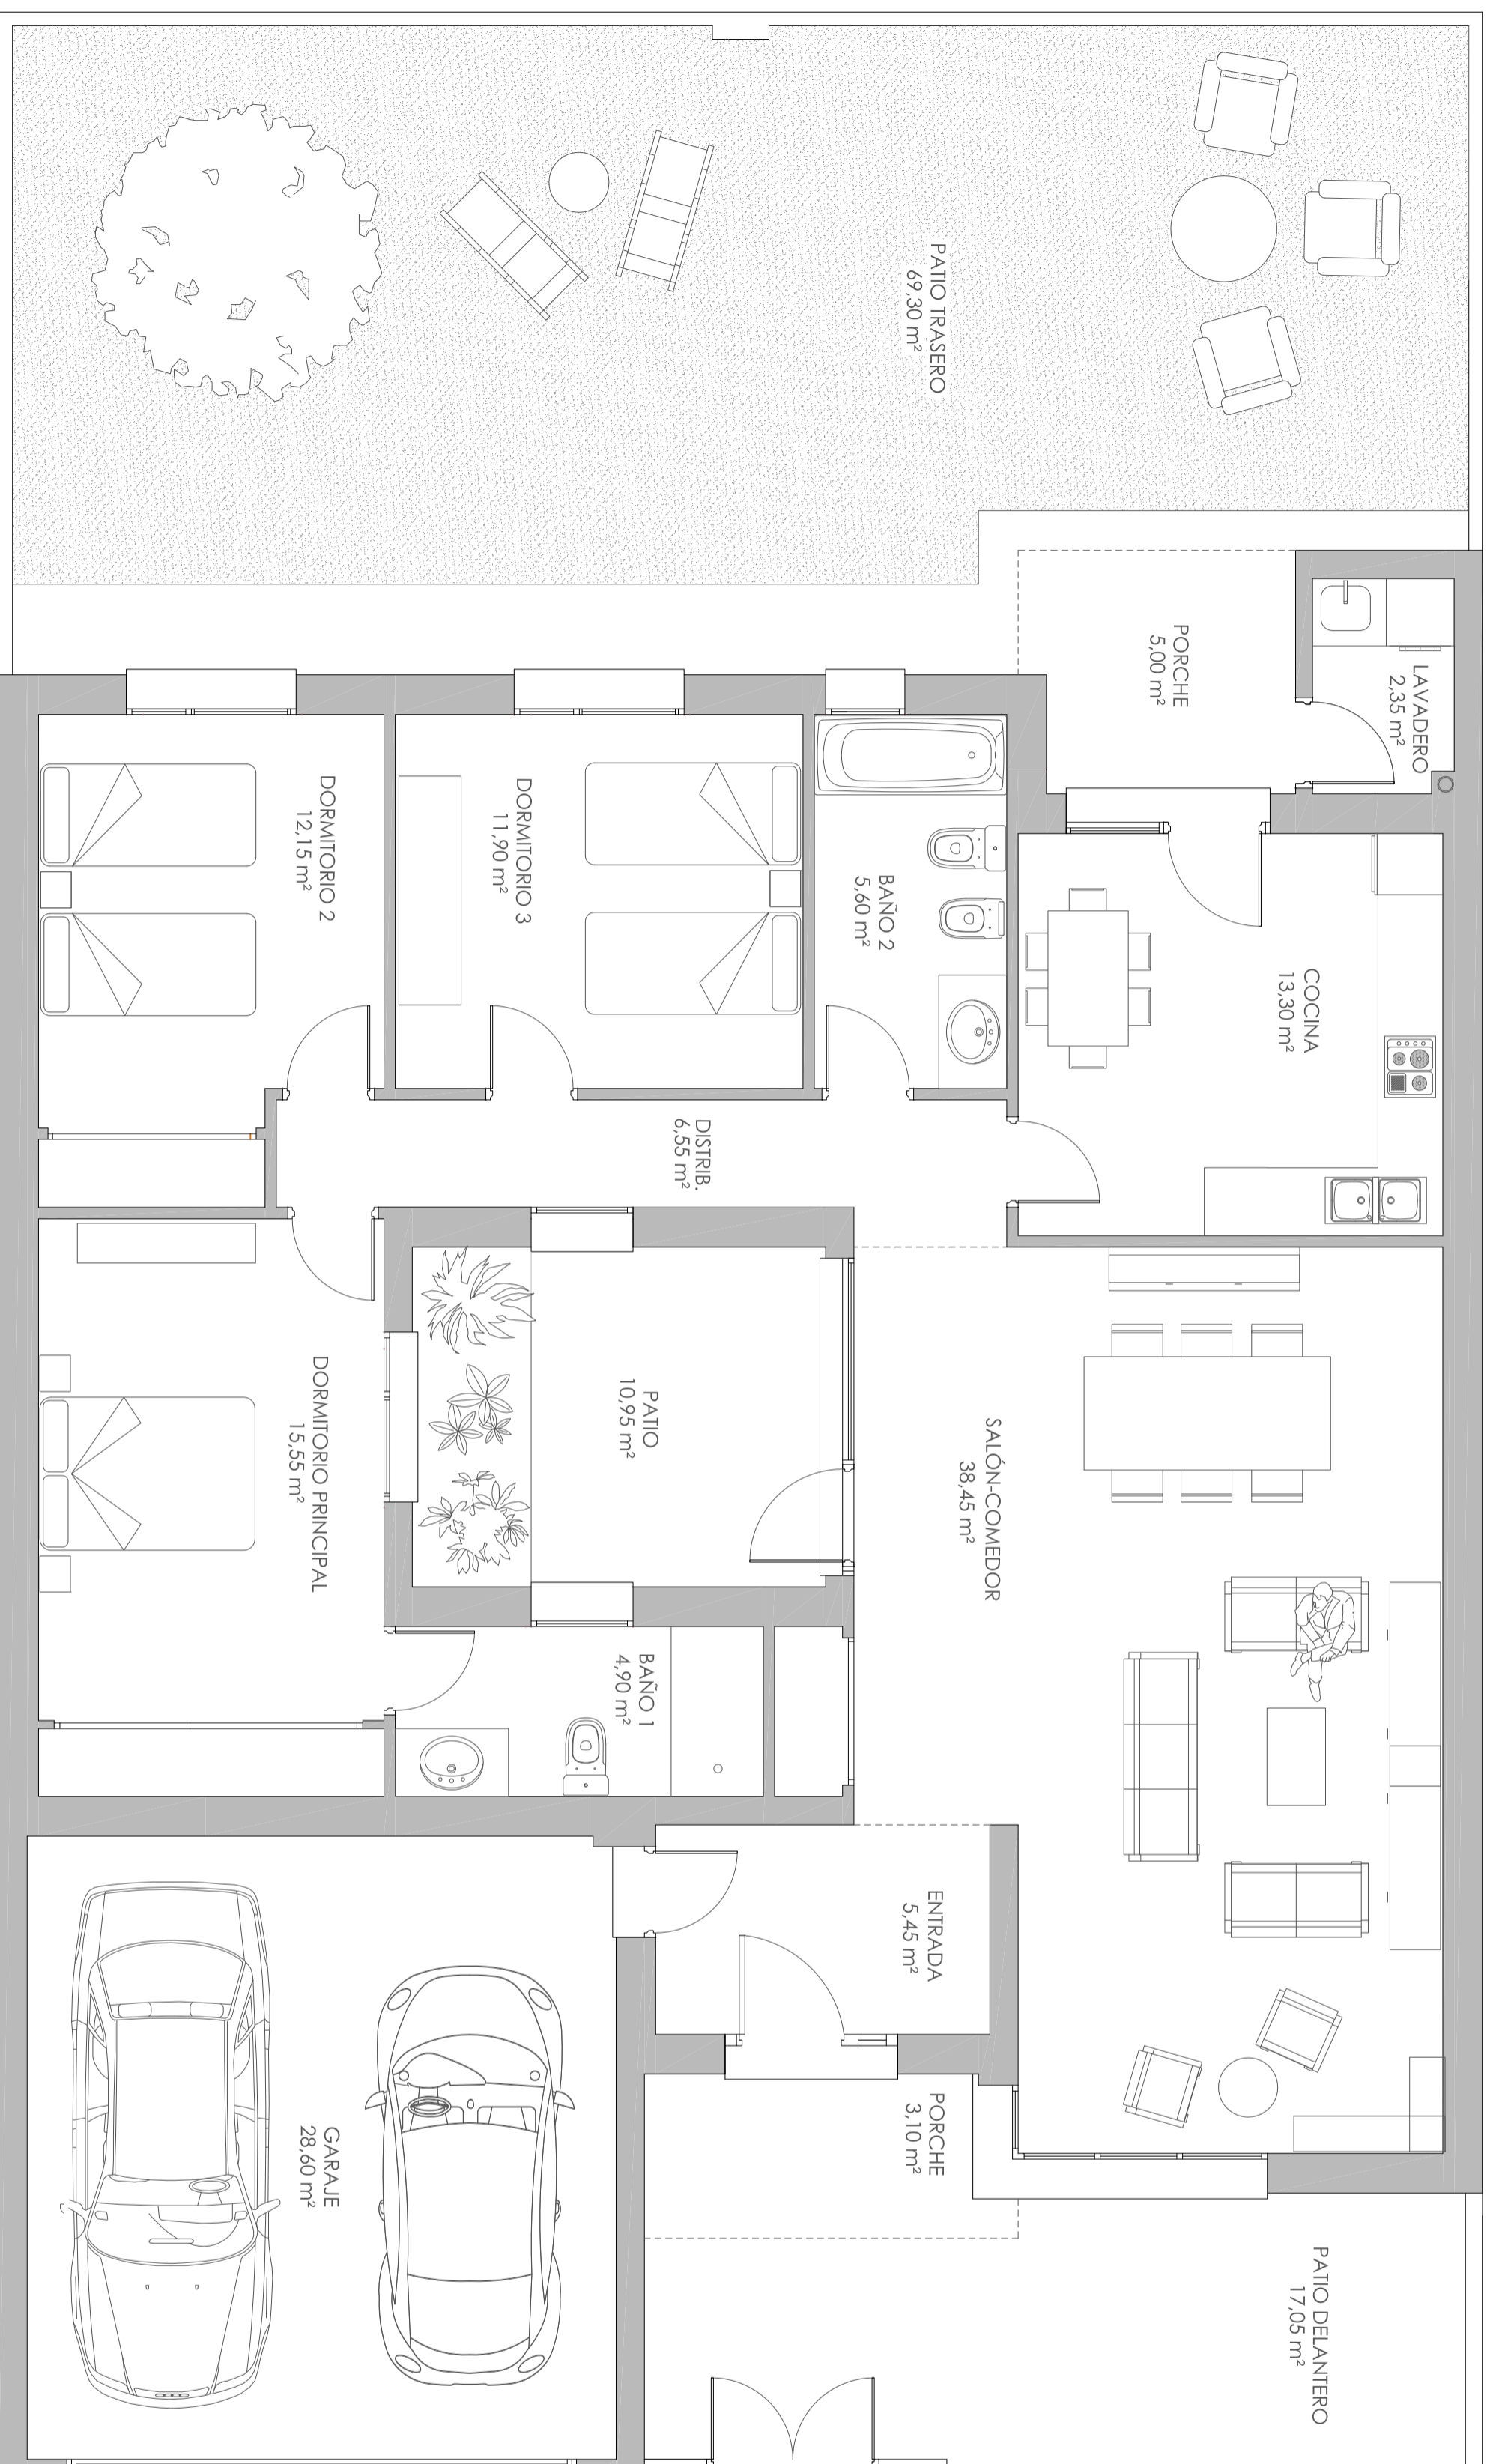 PATIO TRASERO
69,30 m²
PORCHE
5,00 m²
LAVADERO
2,35 m²
DORMITORIO 2
12,15 m²
DORMITORIO 3
11,90 m²
BAÑO 2
5,60 m²
COCINA
13,30 m²
DISTRIB.
6,55 m²
DORMITORIO PRINCIPAL
15,55 m²
PATIO
10,95 m²
SALÓN-COMEDOR
38,45 m²
BAÑO 1
4,90 m²
ENTRADA
5,45 m²
GARAJE
28,60 m²
PORCHE
3,10 m²
PATIO DELANTERO
17,05 m²